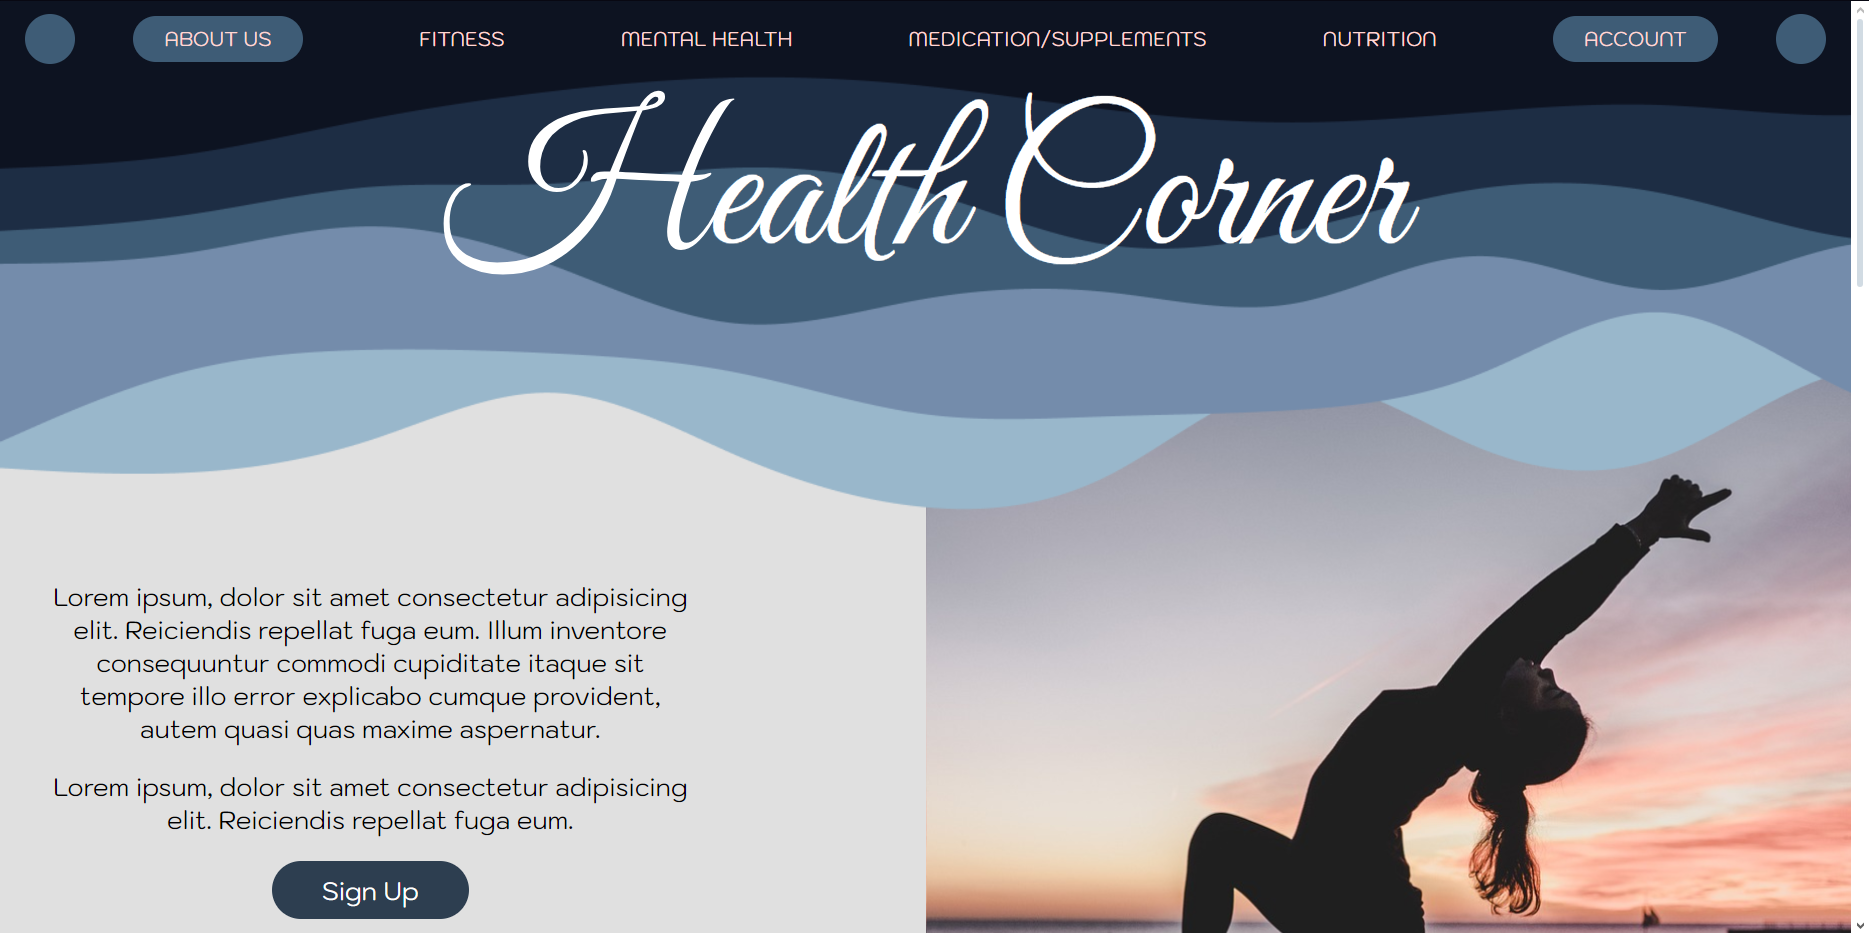 ABOUT US
FITNESS
MENTAL HEALTH
MEDICATION/SUPPLEMENTS
NUTRITION
ACCOUNT
Health Corner
Lorem ipsum, dolor sit amet consectetur adipisicing
elit. Reiciendis repellat fuga eum. Illum inventore
consequuntur commodi cupiditate itaque sit
tempore illo error explicabo cumque provident,
autem quasi quas maxime aspernatur.
Lorem ipsum, dolor sit amet consectetur adipisicing
elit. Reiciendis repellat fuga eum.
Sign Up